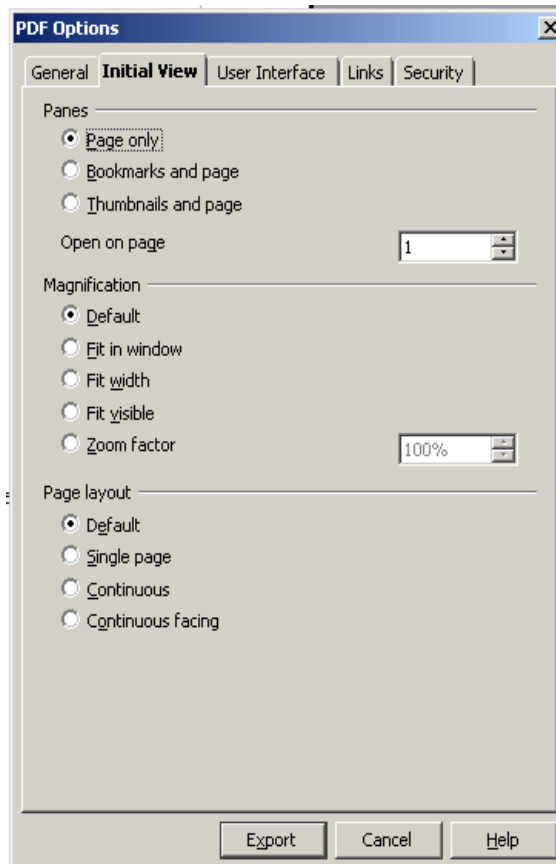 PDF Options
General Initial View User Interface Links Security
Panes
Page only
Bookmarks and page
Thumbnails and page
Open on page 1
Magnification
Default
Fit in window
Fit width
Fit visible
Zoom factor 100%
Page layout
Default
Single page
Continuous
Continuous facing
Export Cancel Help